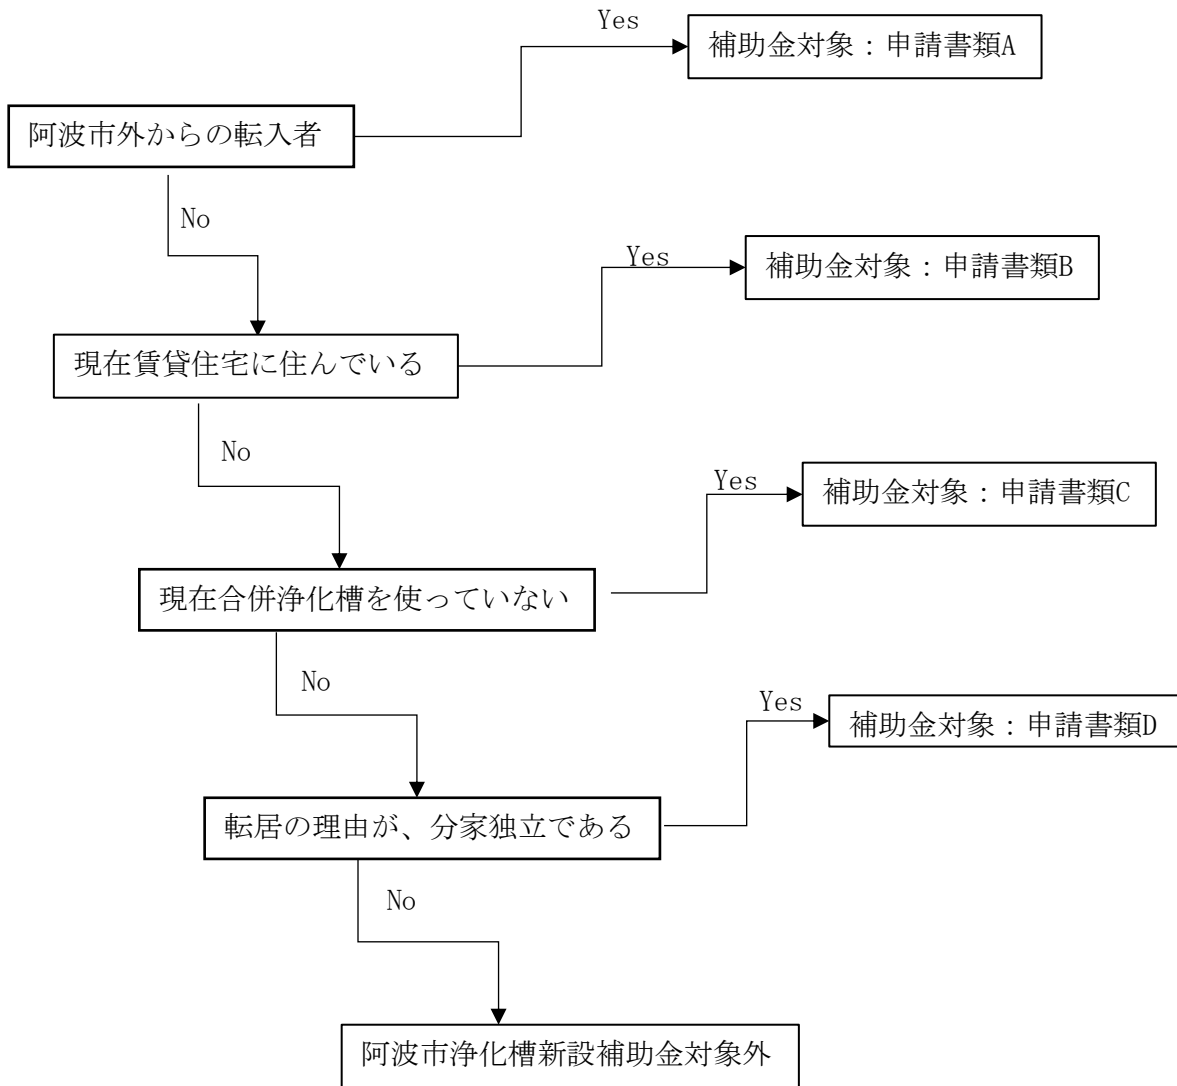 Yes
補助金対象：申請書類A
阿波市外からの転入者
No
Yes
補助金対象：申請書類B
現在賃貸住宅に住んでいる
No
Yes
補助金対象：申請書類C
現在合併浄化槽を使っていない
No
Yes
補助金対象：申請書類D
転居の理由が、分家独立である
No
阿波市浄化槽新設補助金対象外